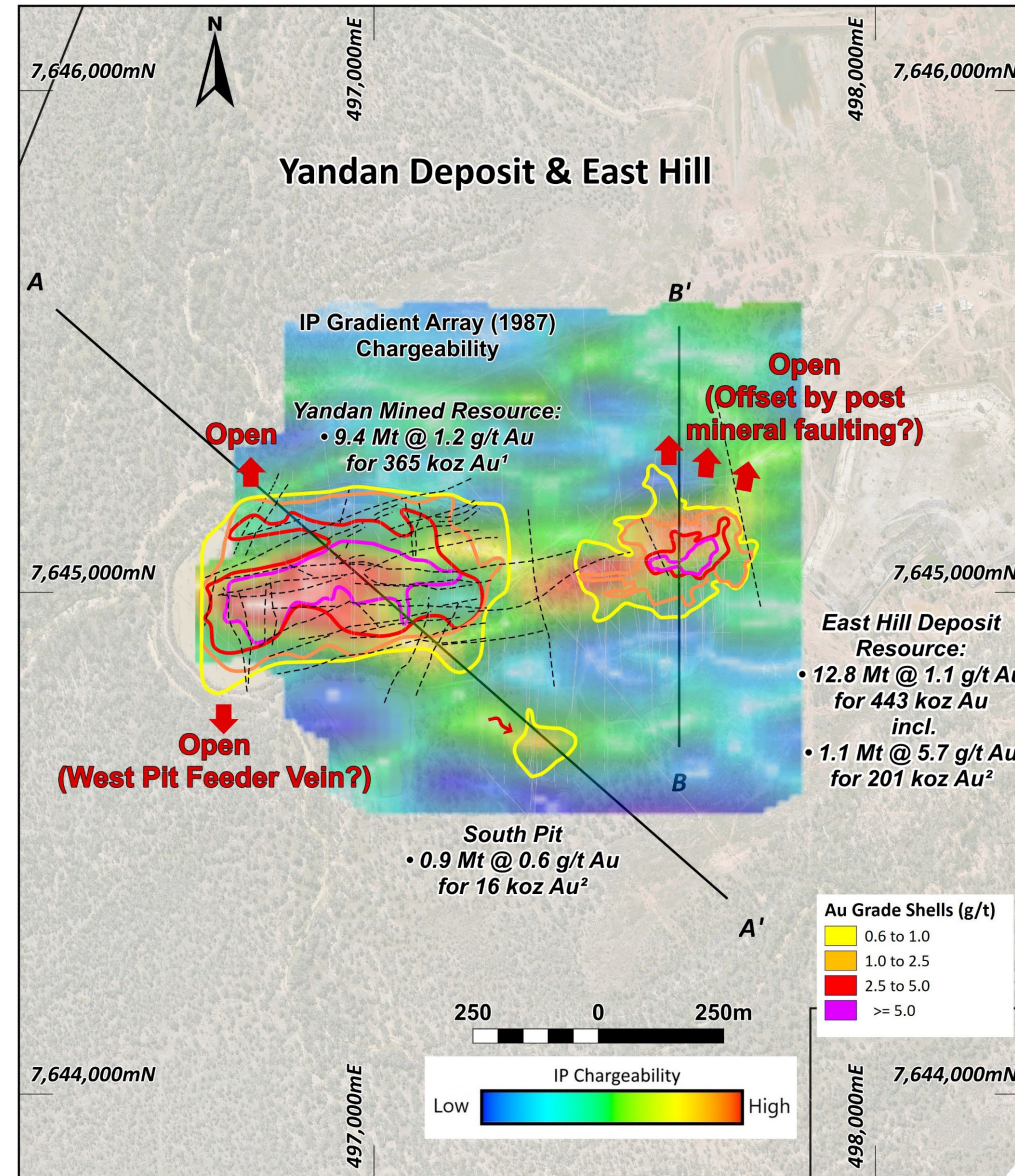 N
7,646,000mN
497,000mE
498,000mE
7,646,000mN
Yandan Deposit & East Hill
A
B'
IP Gradient Array (1987)
Chargeability
Open
(Offset by post
mineral faulting?)
Yandan Mined Resource:
• 9.4 Mt @ 1.2 g/t Au
for 365 koz Au¹
Open
7,645,000mN
7,645,000mN
East Hill Deposit
Resource:
• 12.8 Mt @ 1.1 g/t Au
for 443 koz Au
incl.
• 1.1 Mt @ 5.7 g/t Au
for 201 koz Au²
Open
(West Pit Feeder Vein?)
B
South Pit
• 0.9 Mt @ 0.6 g/t Au
for 16 koz Au²
A'
Au Grade Shells (g/t)
0.6 to 1.0
1.0 to 2.5
2.5 to 5.0
>= 5.0
250 0 250m
IP Chargeability
Low High
7,644,000mN
497,000mE
498,000mE
7,644,000mN